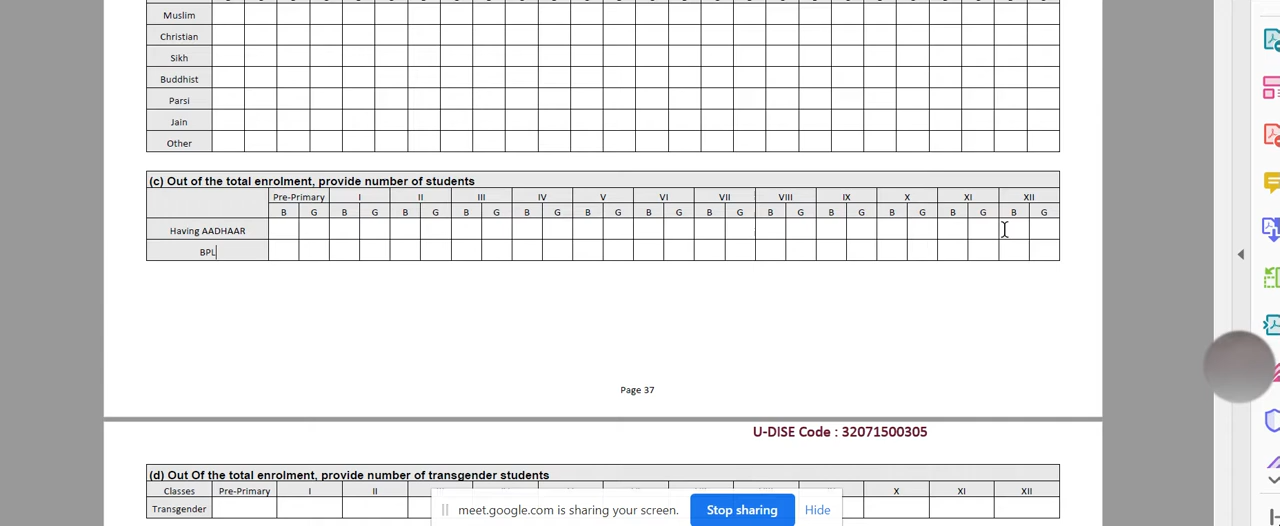 Muslim
Christian
Sikh
Buddhist
Parsi
Jain
Other
(c) Out of the total enrolment, provide number of students
Pre-Primary I II III IV V VI VII VIII IX X XI XII
B G B G B G B G B G B G B G B G B G B G B G B G B G
Having AADHAAR
BPL
Page 37
U-DISE Code : 32071500305
(d) Out Of the total enrolment, provide number of transgender students
Classes Pre-Primary I II X XI XII
Transgender
meet.google.com is sharing your screen. Stop sharing Hide